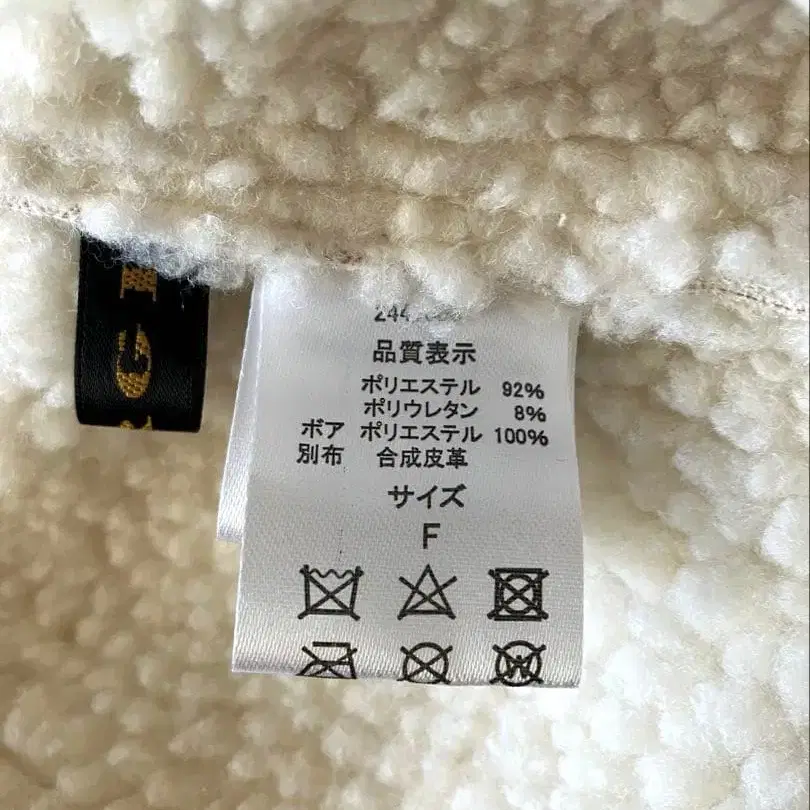 品質表示
ポリエステル 92%
ポリウレタン 8%
ボア ポリエステル 100%
別布 合成皮革
サイズ
F